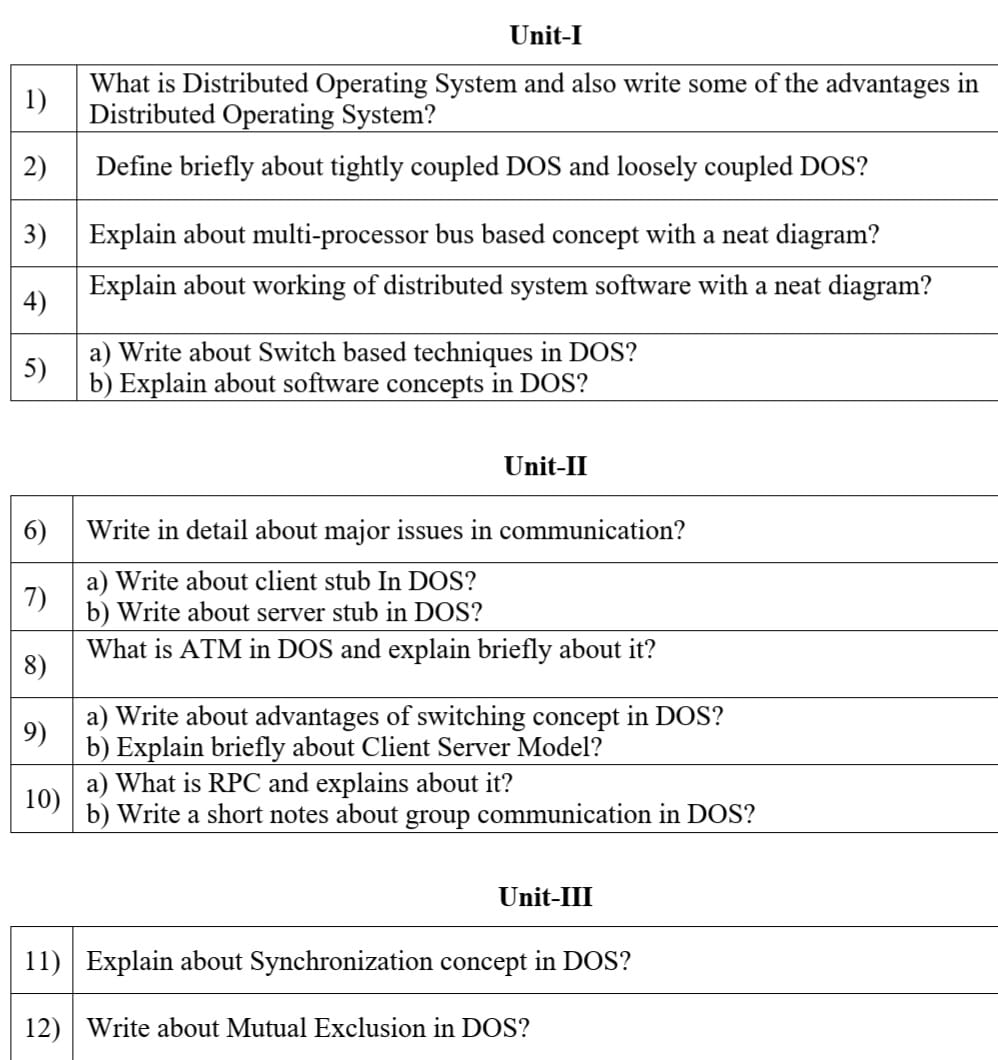 Unit-I
1)
What is Distributed Operating System and also write some of the advantages in
Distributed Operating System?
2)
Define briefly about tightly coupled DOS and loosely coupled DOS?
3)
Explain about multi-processor bus based concept with a neat diagram?
4)
Explain about working of distributed system software with a neat diagram?
5)
a) Write about Switch based techniques in DOS?
b) Explain about software concepts in DOS?
Unit-II
6)
Write in detail about major issues in communication?
7)
a) Write about client stub In DOS?
b) Write about server stub in DOS?
8)
What is ATM in DOS and explain briefly about it?
9)
a) Write about advantages of switching concept in DOS?
b) Explain briefly about Client Server Model?
10)
a) What is RPC and explains about it?
b) Write a short notes about group communication in DOS?
Unit-III
11)
Explain about Synchronization concept in DOS?
12)
Write about Mutual Exclusion in DOS?